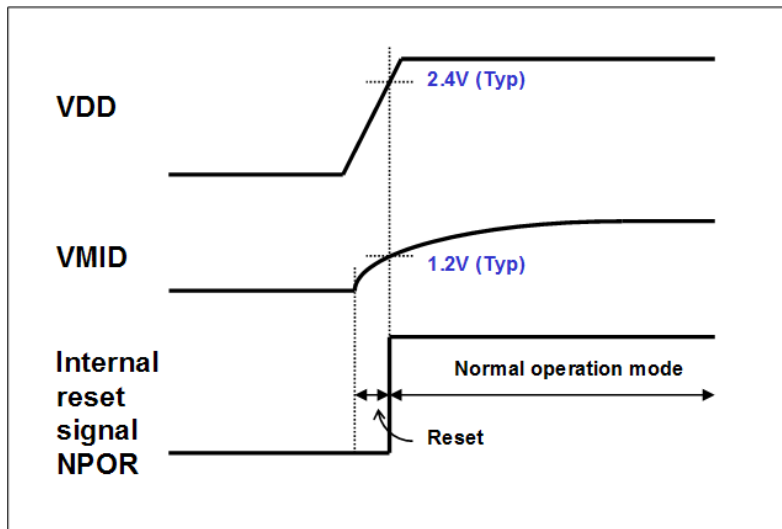 VDD
2.4V (Typ)
VMID
1.2V (Typ)
Internal
reset
signal
NPOR
Normal operation mode
Reset